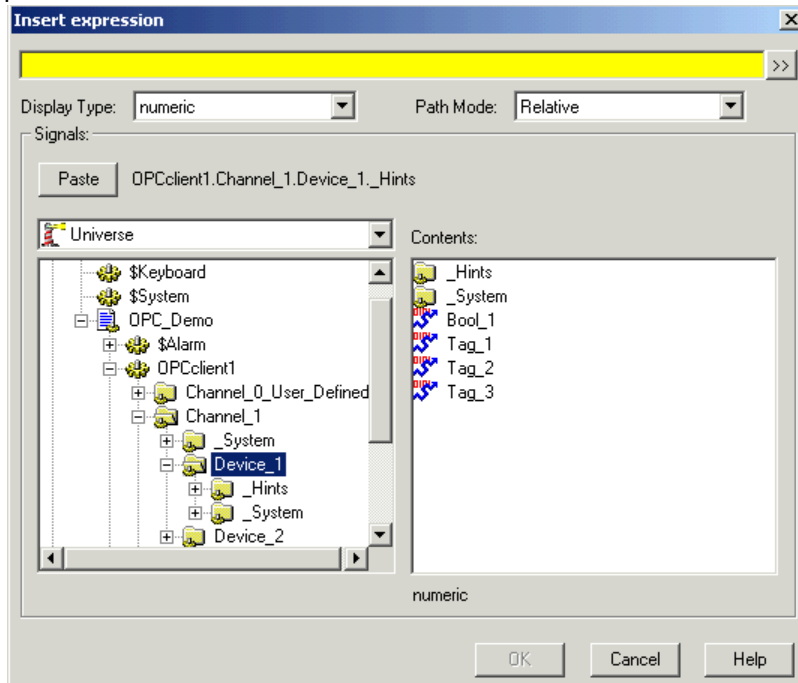 Insert expression
>>
Display Type: numeric Path Mode: Relative
Signals:
Paste OPCclient1.Channel_1.Device_1._Hints
Universe
Contents:
$Keyboard
$System
OPC_Demo
$Alarm
OPCclient1
Channel_0_User_Defined
Channel_1
_System
Device_1
_Hints
_System
Device_2
_Hints
_System
Bool_1
Tag_1
Tag_2
Tag_3
numeric
OK Cancel Help